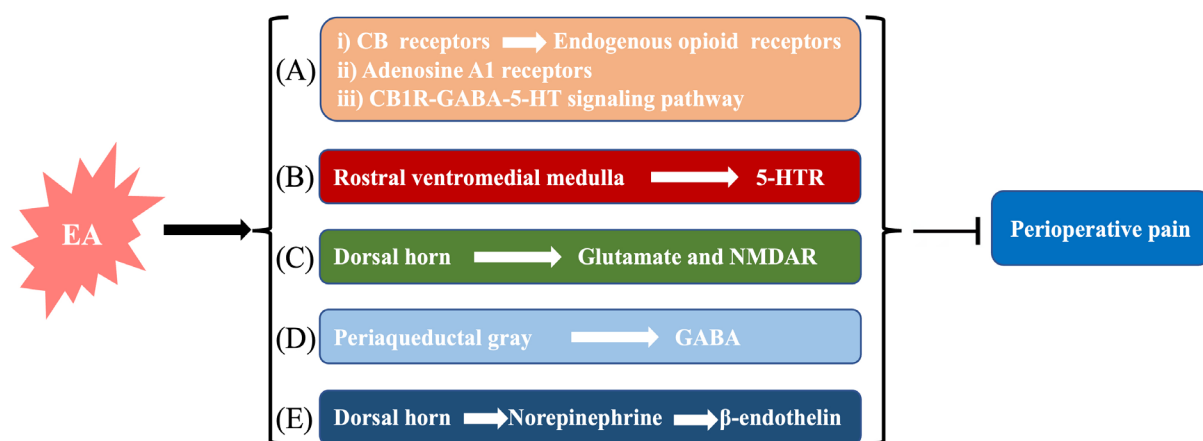 EA
(A)
i) CB receptors Endogenous opioid receptors
ii) Adenosine A1 receptors
iii) CB1R-GABA-5-HT signaling pathway
(B)
Rostral ventromedial medulla 5-HTR
(C)
Dorsal horn Glutamate and NMDAR
(D)
Periaqueductal gray GABA
(E)
Dorsal horn Norepinephrine β-endothelin
Perioperative pain